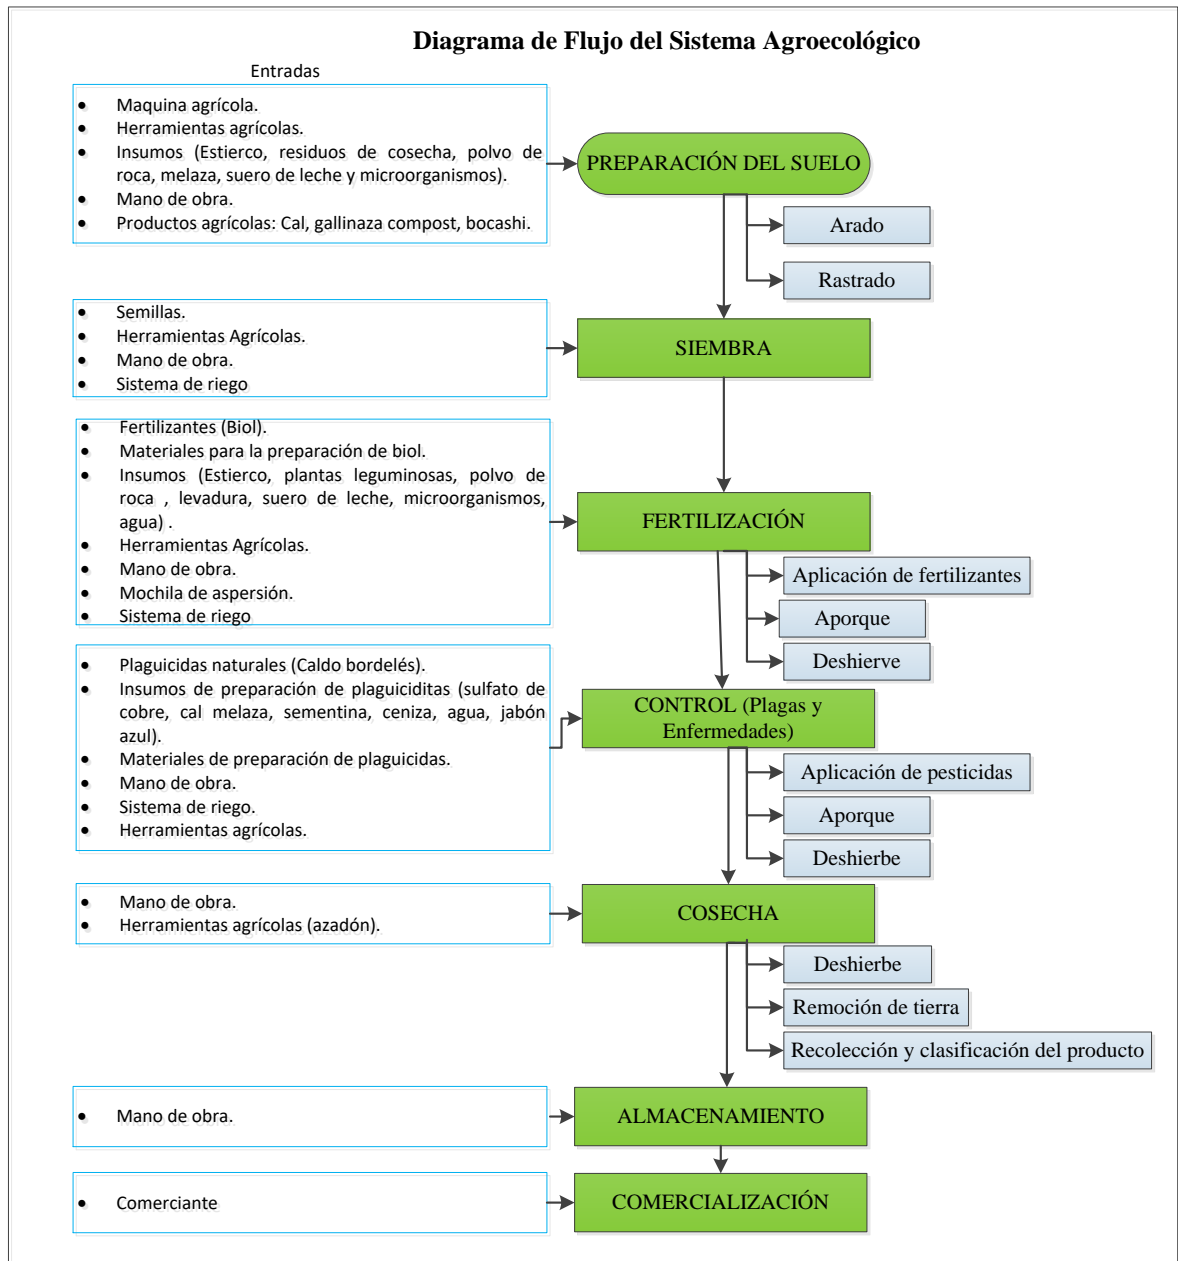 Diagrama de Flujo del Sistema Agroecológico
Entradas
• Maquina agrícola.
• Herramientas agrícolas.
• Insumos (Estierco, residuos de cosecha, polvo de
roca, melaza, suero de leche y microorganismos).
• Mano de obra.
• Productos agrícolas: Cal, gallinaza compost, bocashi.
PREPARACIÓN DEL SUELO
Arado
Rastrado
• Semillas.
• Herramientas Agrícolas.
• Mano de obra.
• Sistema de riego
SIEMBRA
• Fertilizantes (Biol).
• Materiales para la preparación de biol.
• Insumos (Estierco, plantas leguminosas, polvo de
roca , levadura, suero de leche, microorganismos,
agua) .
• Herramientas Agrícolas.
• Mano de obra.
• Mochila de aspersión.
• Sistema de riego
FERTILIZACIÓN
Aplicación de fertilizantes
Aporque
Deshierve
• Plaguicidas naturales (Caldo bordelés).
• Insumos de preparación de plaguiciditas (sulfato de
cobre, cal melaza, sementina, ceniza, agua, jabón
azul).
• Materiales de preparación de plaguicidas.
• Mano de obra.
• Sistema de riego.
• Herramientas agrícolas.
CONTROL (Plagas y
Enfermedades)
Aplicación de pesticidas
Aporque
Deshierbe
• Mano de obra.
• Herramientas agrícolas (azadón).
COSECHA
Deshierbe
Remoción de tierra
Recolección y clasificación del producto
• Mano de obra.
ALMACENAMIENTO
• Comerciante
COMERCIALIZACIÓN